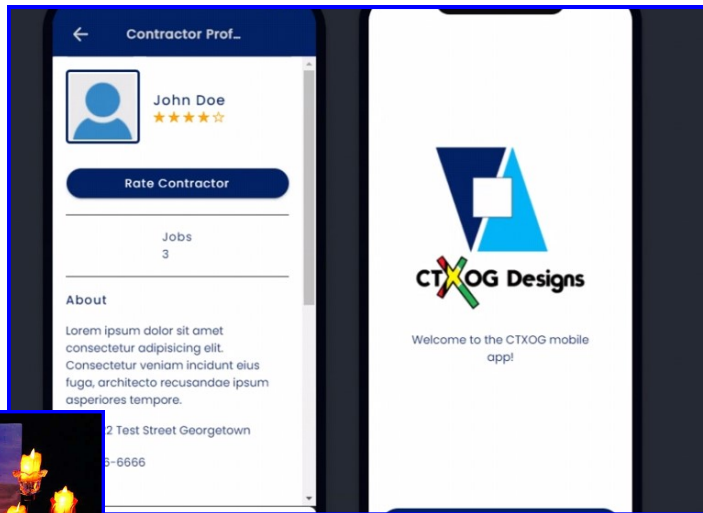 Contractor Prof…
John Doe
Rate Contractor
Jobs
3
About
Lorem ipsum dolor sit amet
consectetur adipisicing elit.
Consectetur veniam incidunt eius
fuga, architecto recusandae ipsum
asperiores tempore.
2 Test Street Georgetown
6-6666
CTXOG Designs
Welcome to the CTXOG mobile
app!